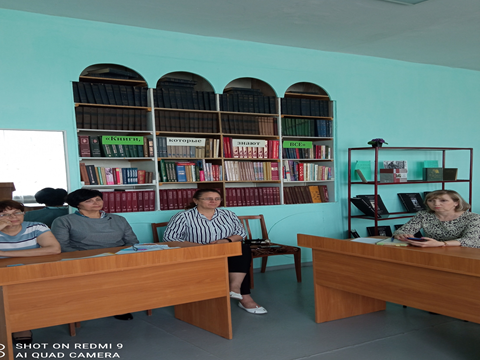 «Книги, которые знают ВСЁ»
SHOT ON REDMI 9
AI QUAD CAMERA